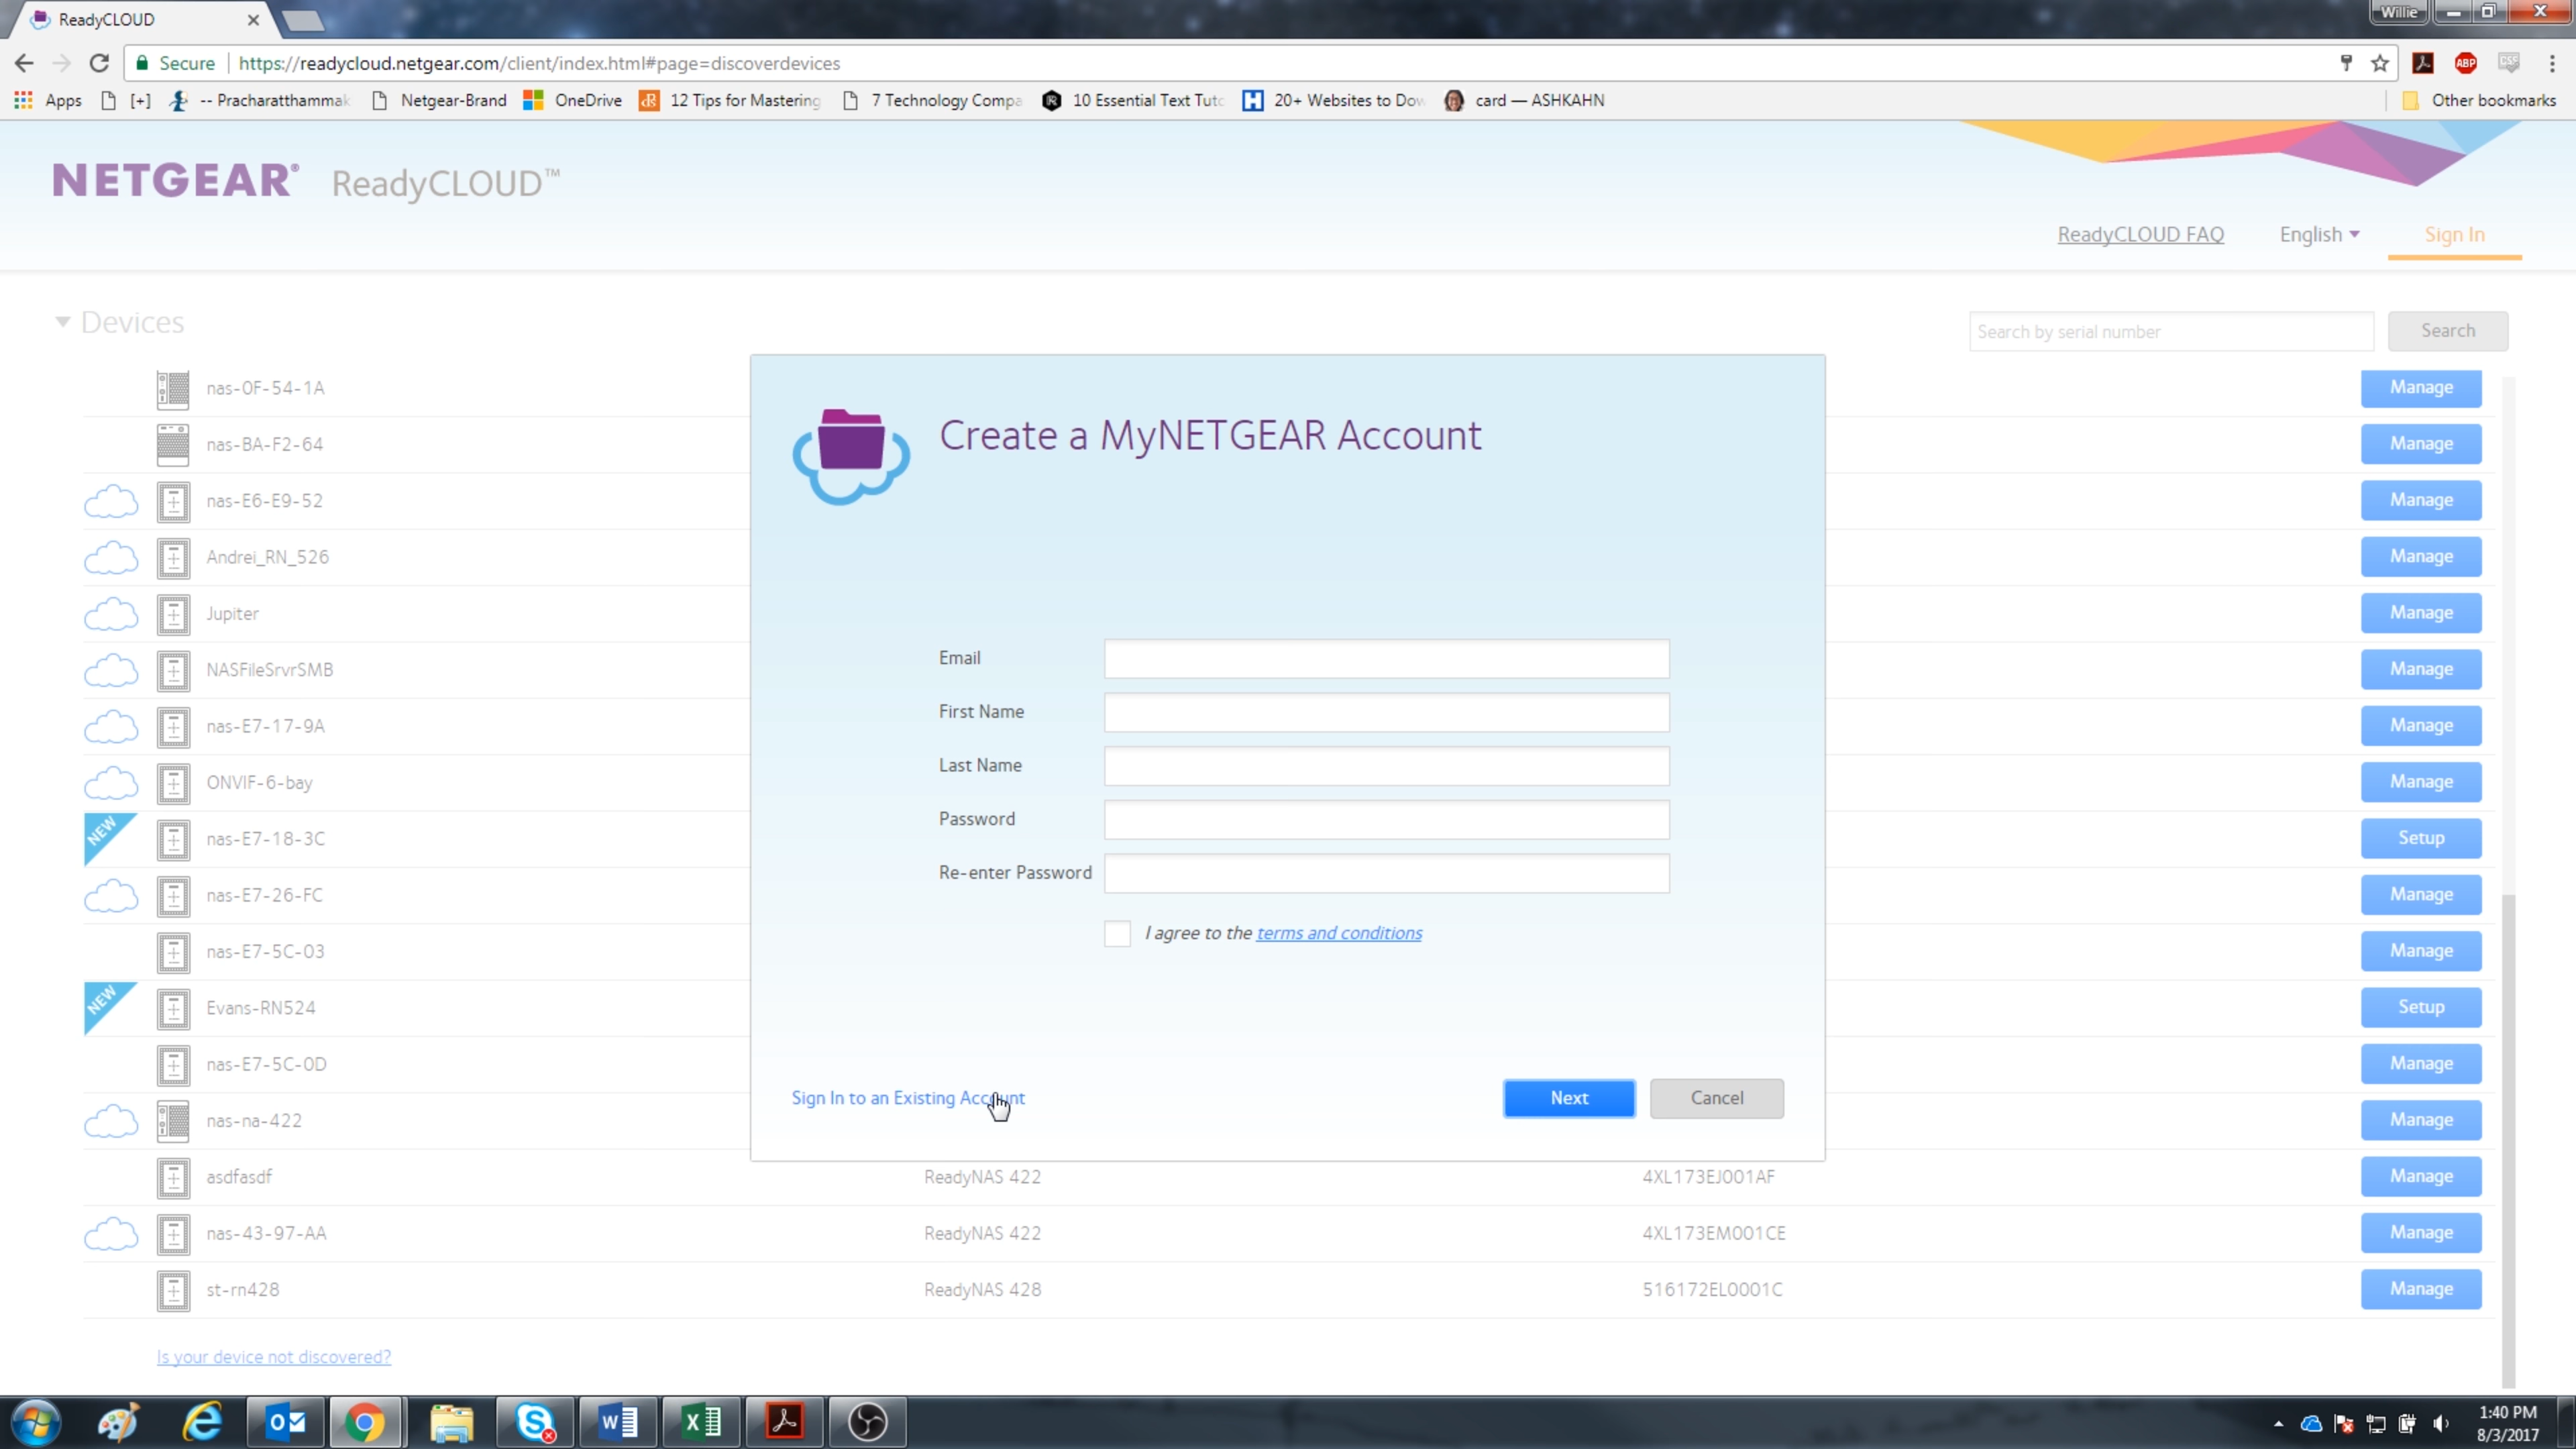 ReadyCLOUD
Willie
Secure https://readycloud.netgear.com/client/index.html#page=discoverdevices
Apps [+] -- Pracharatthammak Netgear-Brand OneDrive 12 Tips for Mastering 7 Technology Compa 10 Essential Text Tuto 20+ Websites to Dow card — ASHKAHN Other bookmarks
NETGEAR® ReadyCLOUD™
ReadyCLOUD FAQ English Sign In
Devices
Search by serial number Search
nas-0F-54-1A Manage
Create a MyNETGEAR Account
nas-BA-F2-64 Manage
nas-E6-E9-52 Manage
Andrei_RN_526 Manage
Jupiter Manage
Email
NASFileSrvrSMB Manage
First Name
nas-E7-17-9A Manage
Last Name
ONVIF-6-bay Manage
Password
NEW nas-E7-18-3C Setup
Re-enter Password
nas-E7-26-FC Manage
I agree to the terms and conditions
nas-E7-5C-03 Manage
NEW Evans-RN524 Setup
nas-E7-5C-0D Manage
Sign In to an Existing Account Next Cancel
nas-na-422 Manage
asdfasdf ReadyNAS 422 4XL173EJ001AF Manage
nas-43-97-AA ReadyNAS 422 4XL173EM001CE Manage
st-rn428 ReadyNAS 428 516172EL0001C Manage
Is your device not discovered?
1:40 PM
8/3/2017